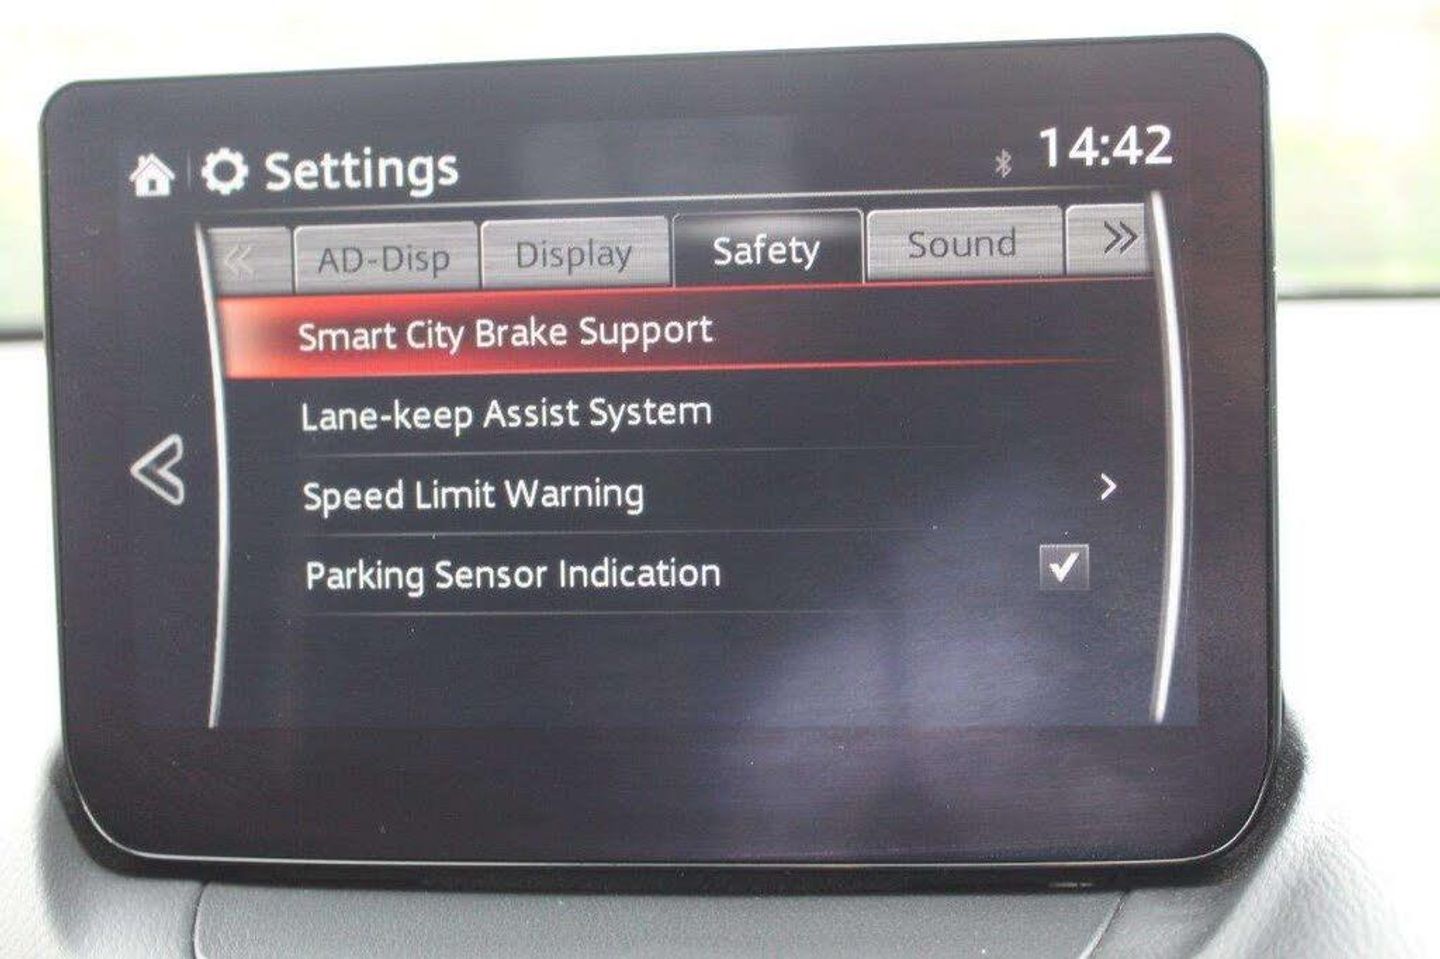 Settings 14:42
« AD-Disp Display Safety Sound »
Smart City Brake Support
Lane-keep Assist System
Speed Limit Warning >
Parking Sensor Indication